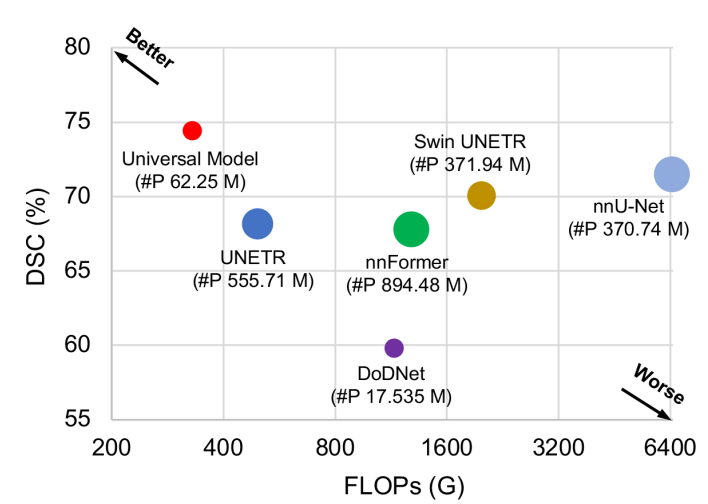 80
Better
75
Universal Model
(#P 62.25 M)
Swin UNETR
(#P 371.94 M)
70
nnU-Net
(#P 370.74 M)
DSC (%)
UNETR
(#P 555.71 M)
nnFormer
(#P 894.48 M)
65
60
DoDNet
(#P 17.535 M)
Worse
55
200 400 800 1600 3200 6400
FLOPs (G)